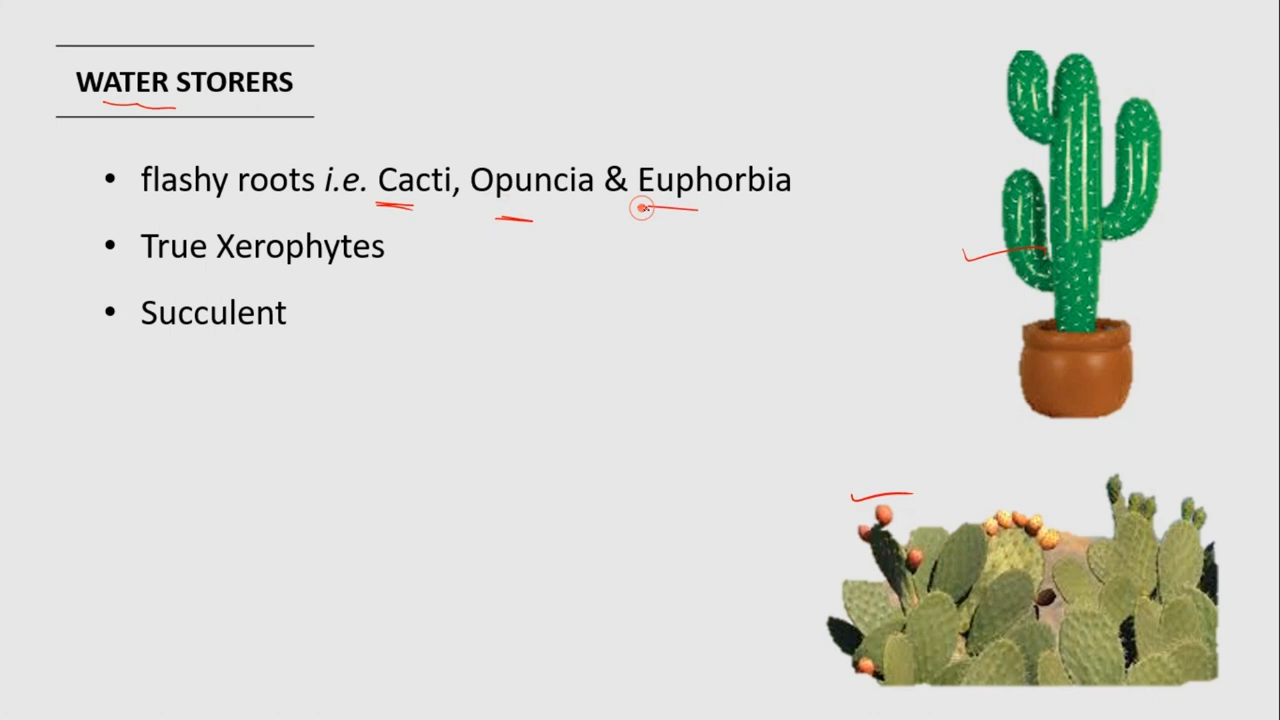 WATER STORERS
• flashy roots i.e. Cacti, Opuncia & Euphorbia
• True Xerophytes
• Succulent